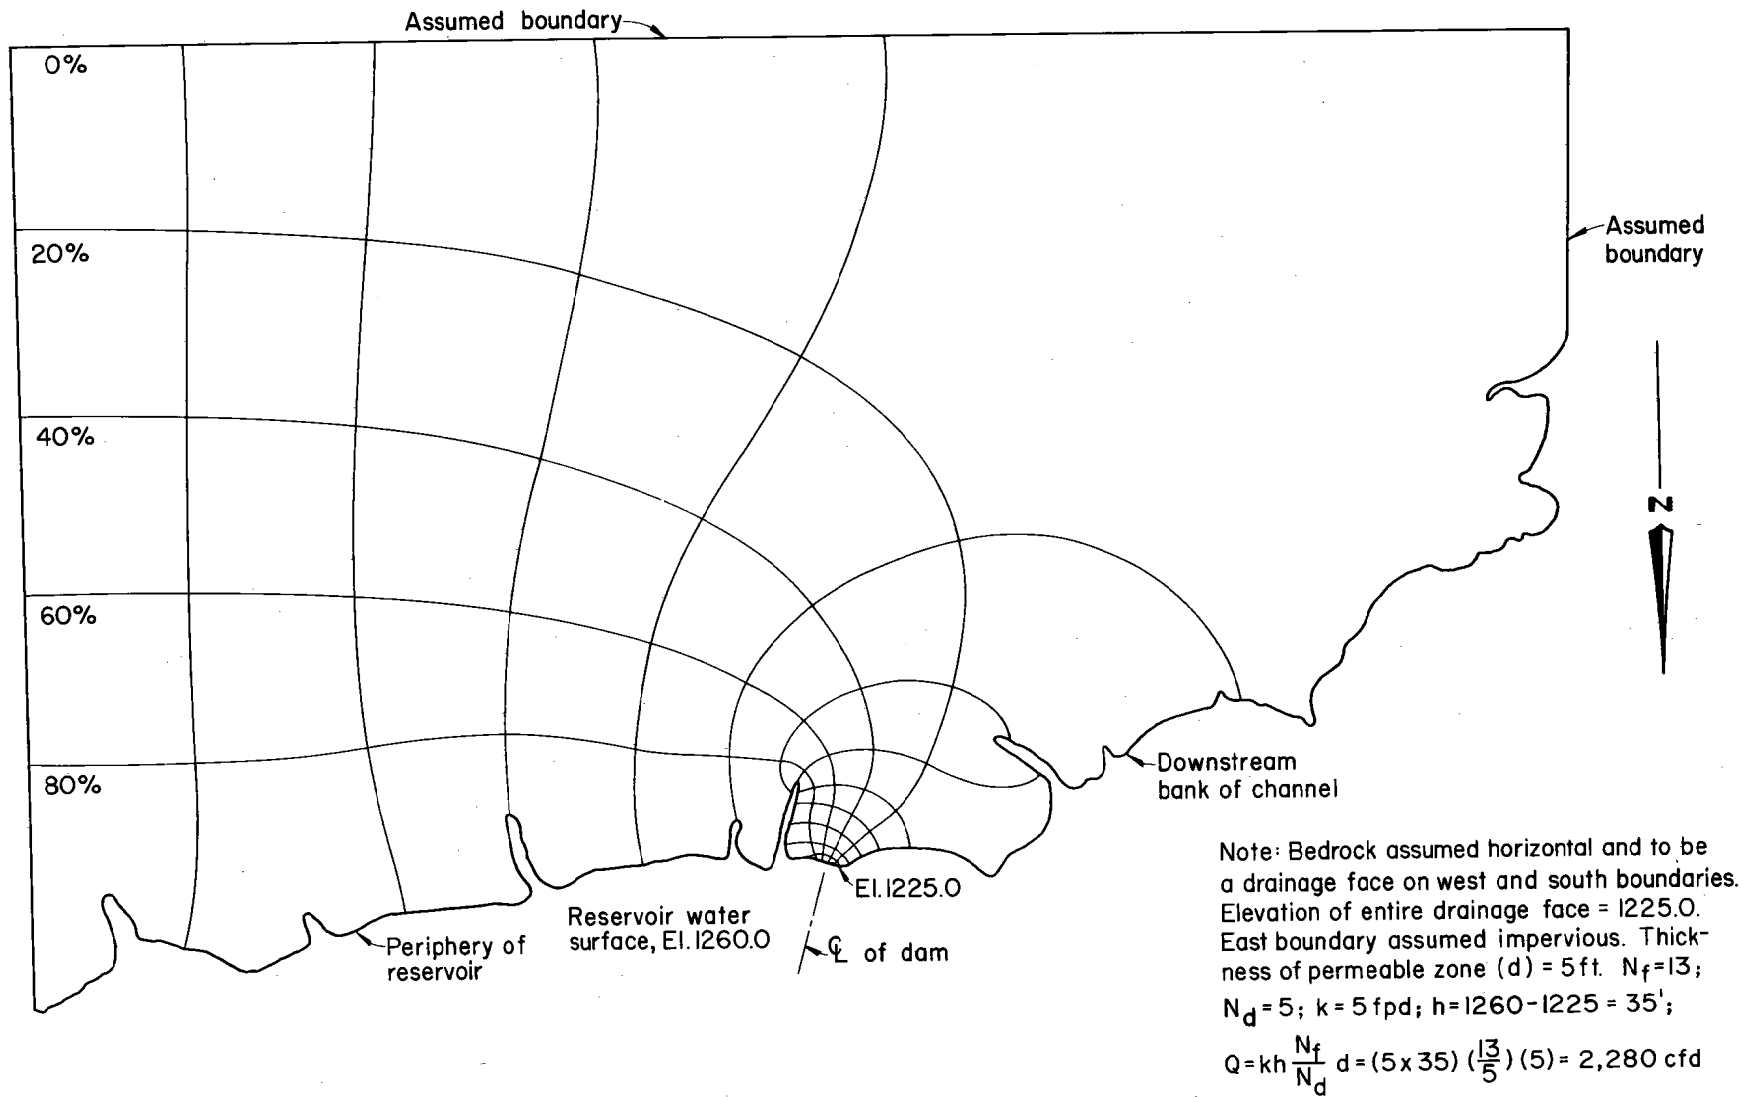 Assumed boundary
0%
20%
Assumed
boundary
40%
N
60%
80%
Downstream
bank of channel
El.1225.0
Reservoir water
surface, El.1260.0
℄ of dam
Periphery of
reservoir
Note: Bedrock assumed horizontal and to be
a drainage face on west and south boundaries.
Elevation of entire drainage face = 1225.0.
East boundary assumed impervious. Thick-
ness of permeable zone (d) = 5 ft. Nf = 13;
Nd = 5; k = 5 fpd; h = 1260-1225 = 35';
Q = kh Nf/Nd d = (5 x 35) (13/5) (5) = 2,280 cfd